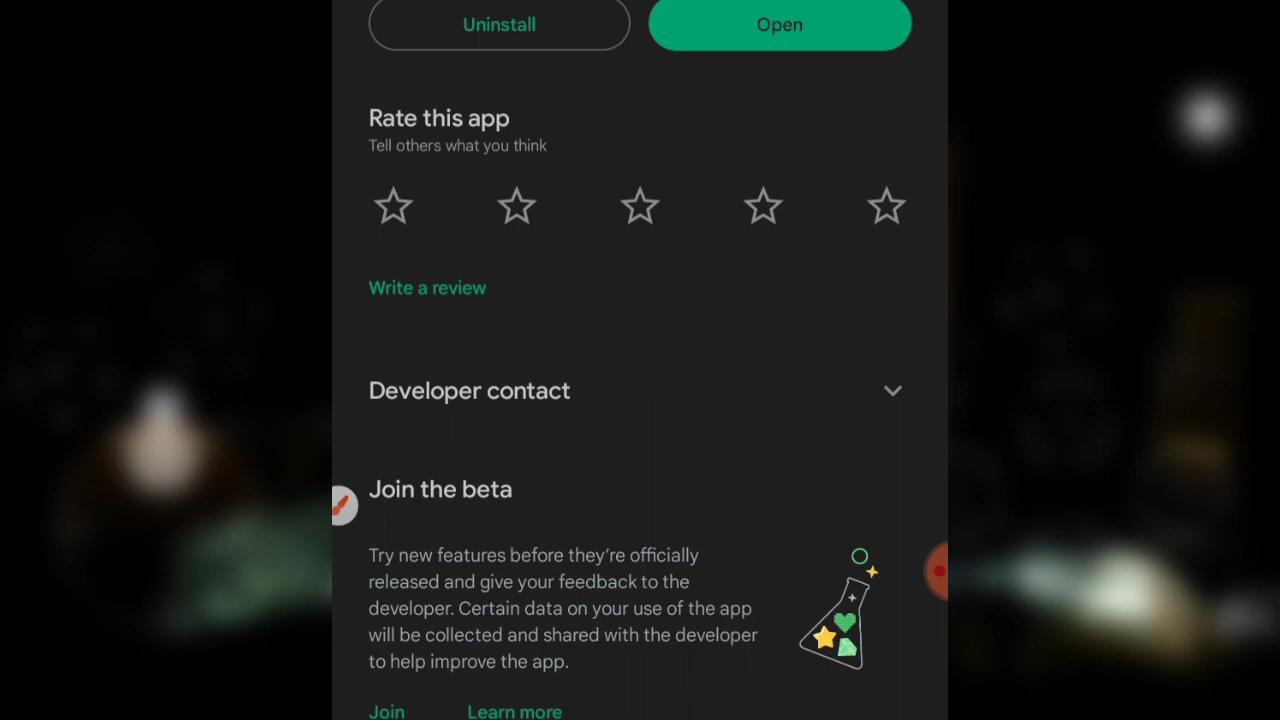 Uninstall
Open
Rate this app
Tell others what you think
Write a review
Developer contact
Join the beta
Try new features before they’re officially
released and give your feedback to the
developer. Certain data on your use of the app
will be collected and shared with the developer
to help improve the app.
Join
Learn more